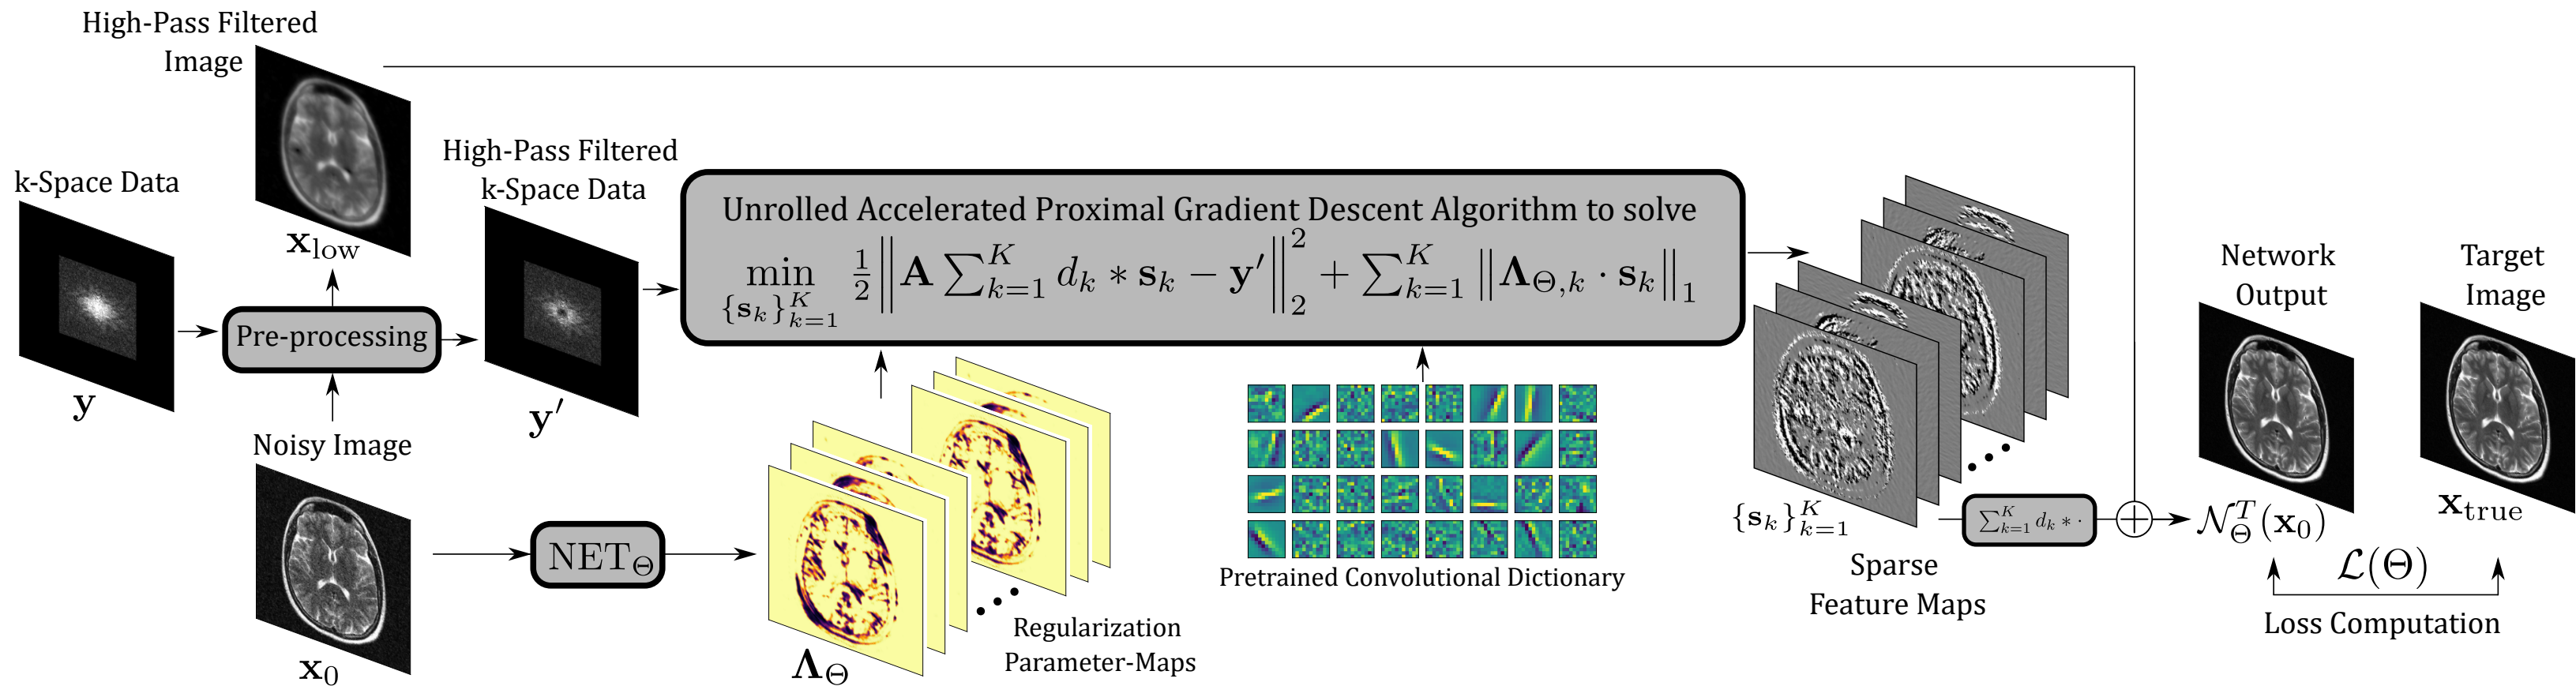 High-Pass Filtered
Image
x_low
k-Space Data
y
Pre-processing
Noisy Image
x_0
High-Pass Filtered
k-Space Data
y′
NET_Θ
Unrolled Accelerated Proximal Gradient Descent Algorithm to solve
min_{{s_k}_{k=1}^K} 1/2 ‖A ∑_{k=1}^K d_k * s_k − y′‖_2^2 + ∑_{k=1}^K ‖Λ_{Θ,k} · s_k‖_1
Λ_Θ
Regularization
Parameter-Maps
Pretrained Convolutional Dictionary
{s_k}_{k=1}^K
Sparse
Feature Maps
∑_{k=1}^K d_k * ·
+
Network
Output
N_Θ^T(x_0)
Target
Image
x_true
L(Θ)
Loss Computation